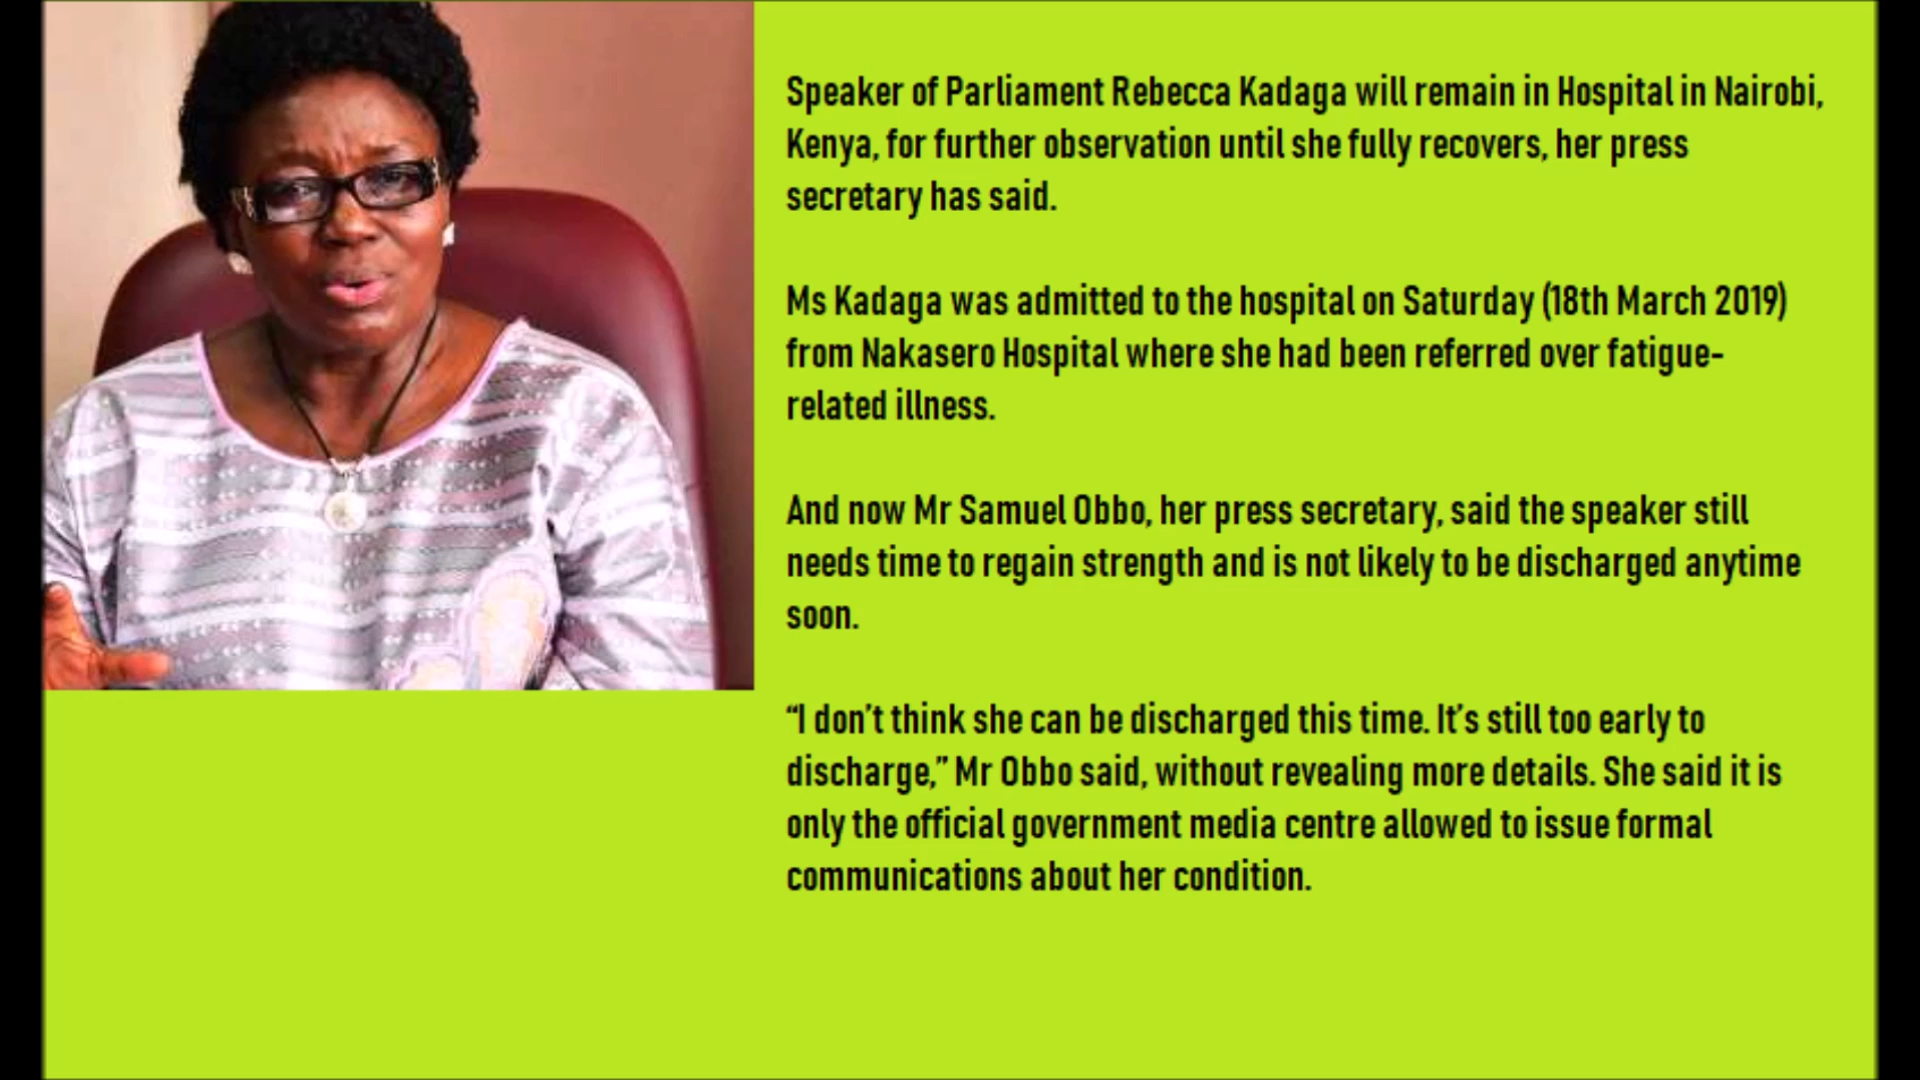 Speaker of Parliament Rebecca Kadaga will remain in Hospital in Nairobi,
Kenya, for further observation until she fully recovers, her press
secretary has said.
Ms Kadaga was admitted to the hospital on Saturday (18th March 2019)
from Nakasero Hospital where she had been referred over fatigue-
related illness.
And now Mr Samuel Obbo, her press secretary, said the speaker still
needs time to regain strength and is not likely to be discharged anytime
soon.
“I don’t think she can be discharged this time. It’s still too early to
discharge,” Mr Obbo said, without revealing more details. She said it is
only the official government media centre allowed to issue formal
communications about her condition.